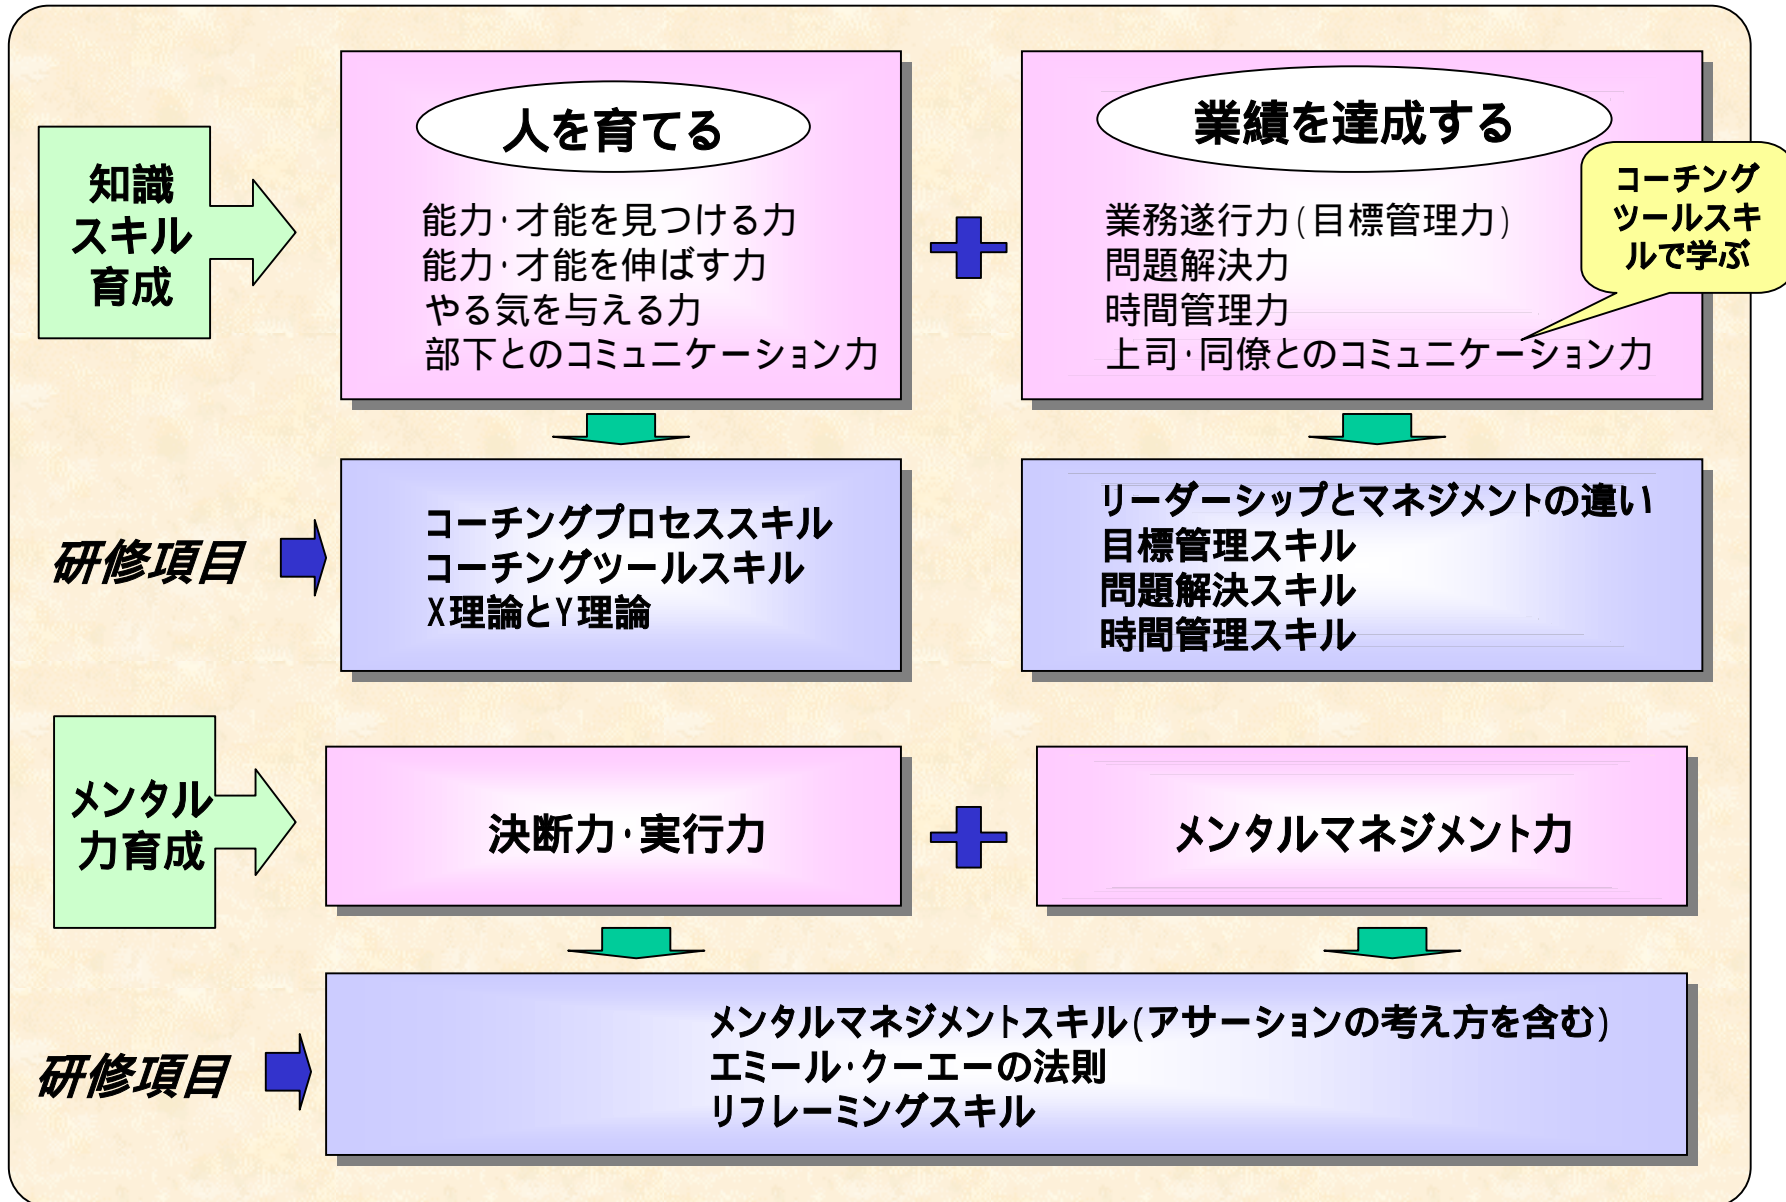 知識
スキル
育成
人を育てる
能力・才能を見つける力
能力・才能を伸ばす力
やる気を与える力
部下とのコミュニケーション力
業績を達成する
業務遂行力(目標管理力)
問題解決力
時間管理力
上司・同僚とのコミュニケーション力
コーチング
ツールスキ
ルで学ぶ
研修項目
コーチングプロセススキル
コーチングツールスキル
X理論とY理論
リーダーシップとマネジメントの違い
目標管理スキル
問題解決スキル
時間管理スキル
メンタル
力育成
決断力・実行力
メンタルマネジメント力
研修項目
メンタルマネジメントスキル(アサーションの考え方を含む)
エミール・クーエーの法則
リフレーミングスキル